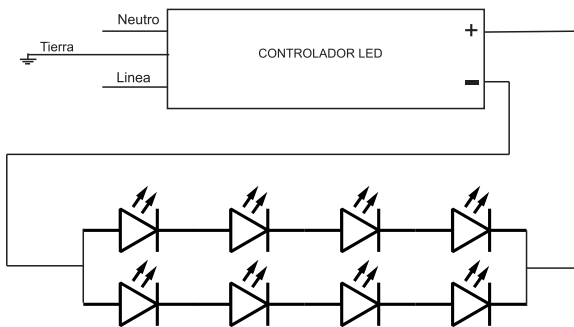 Neutro
+
Tierra
CONTROLADOR LED
Linea
-